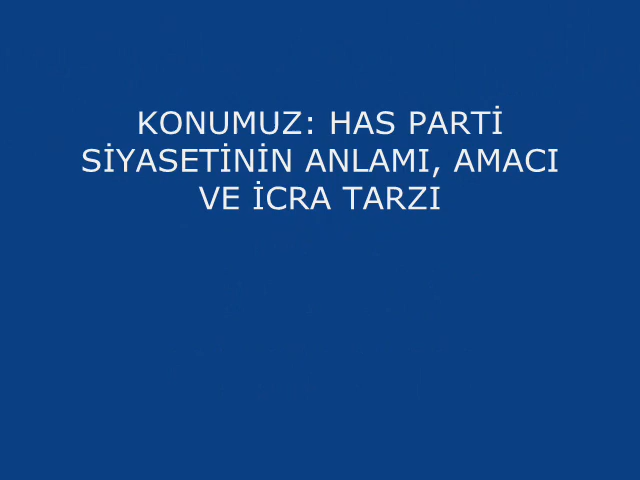 KONUMUZ: HAS PARTİ
SİYASETİNİN ANLAMI, AMACI
VE İCRA TARZI